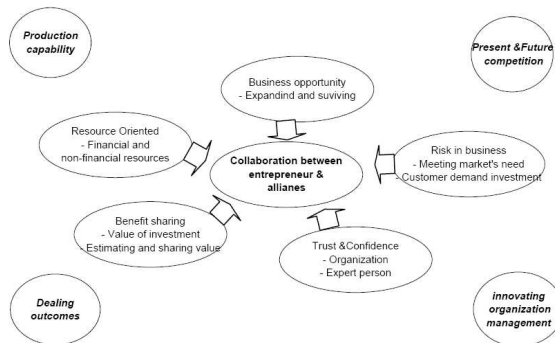 Production
capability
Present &Future
competition
Business opportunity
- Expandind and suviving
Resource Oriented
- Financial and
non-financial resources
Collaboration between
entrepreneur &
allianes
Risk in business
- Meeting market's need
- Customer demand investment
Benefit sharing
- Value of investment
- Estimating and sharing value
Trust &Confidence
- Organization
- Expert person
Dealing
outcomes
innovating
organization
management